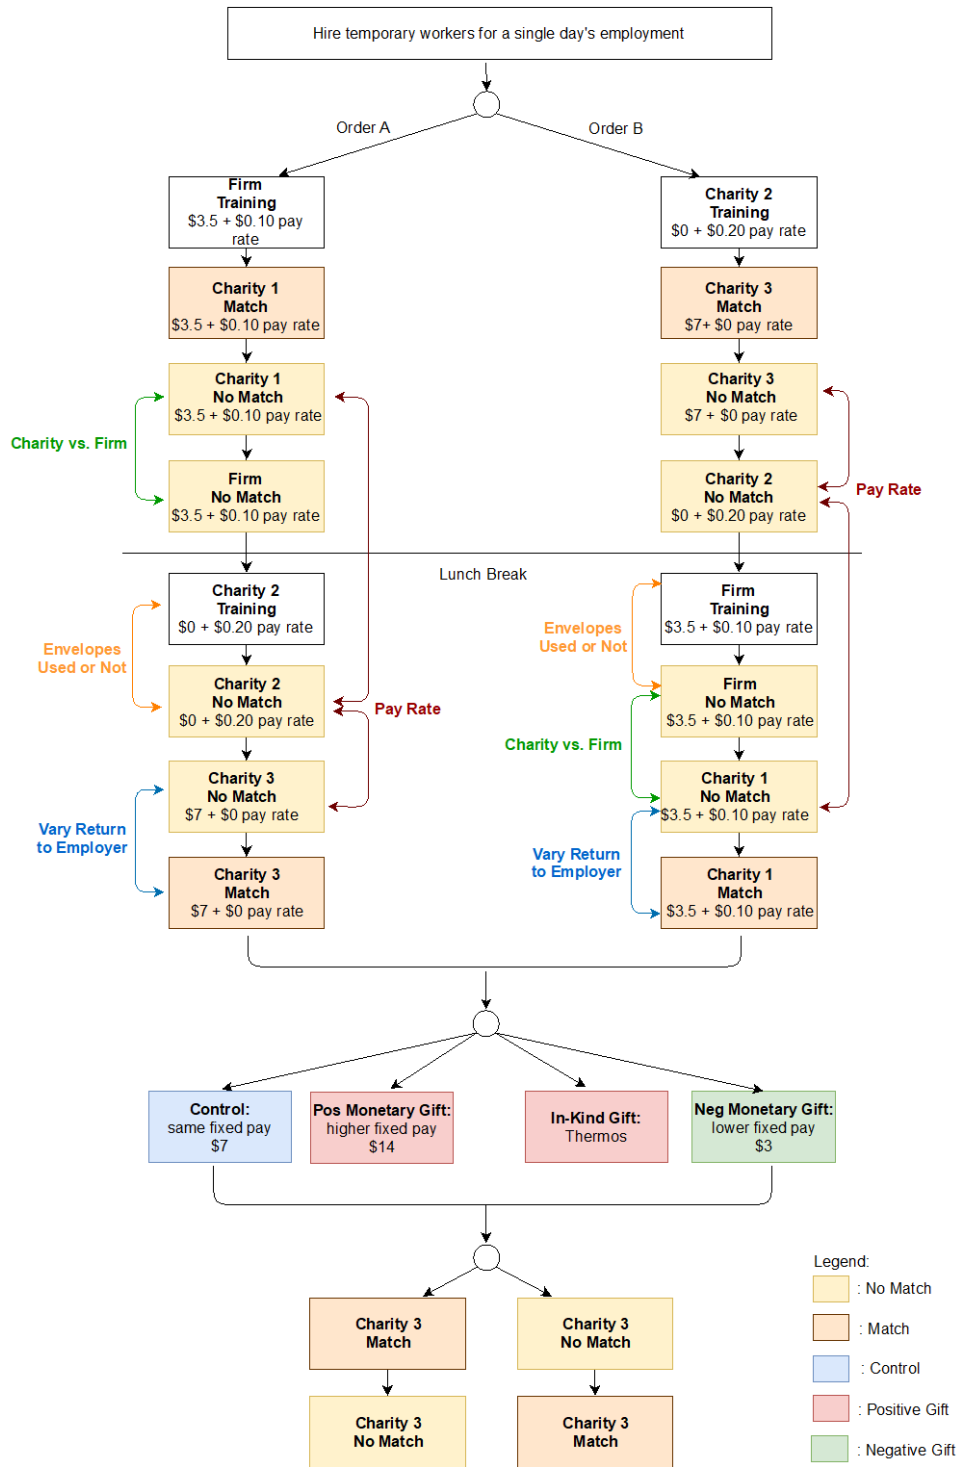 Hire temporary workers for a single day's employment
Order A
Order B
Firm
Training
$3.5 + $0.10 pay
rate
Charity 2
Training
$0 + $0.20 pay rate
Charity 1
Match
$3.5 + $0.10 pay rate
Charity 3
Match
$7+ $0 pay rate
Charity 1
No Match
$3.5 + $0.10 pay rate
Charity 3
No Match
$7 + $0 pay rate
Charity vs. Firm
Firm
No Match
$3.5 + $0.10 pay rate
Charity 2
No Match
$0 + $0.20 pay rate
Pay Rate
Lunch Break
Charity 2
Training
$0 + $0.20 pay rate
Firm
Training
$3.5 + $0.10 pay rate
Envelopes
Used or Not
Envelopes
Used or Not
Charity 2
No Match
$0 + $0.20 pay rate
Pay Rate
Firm
No Match
$3.5 + $0.10 pay rate
Charity vs. Firm
Charity 3
No Match
$7 + $0 pay rate
Charity 1
No Match
$3.5 + $0.10 pay rate
Vary Return
to Employer
Vary Return
to Employer
Charity 3
Match
$7 + $0 pay rate
Charity 1
Match
$3.5 + $0.10 pay rate
Control:
same fixed pay
$7
Pos Monetary Gift:
higher fixed pay
$14
In-Kind Gift:
Thermos
Neg Monetary Gift:
lower fixed pay
$3
Charity 3
Match
Charity 3
No Match
Charity 3
No Match
Charity 3
Match
Legend:
: No Match
: Match
: Control
: Positive Gift
: Negative Gift